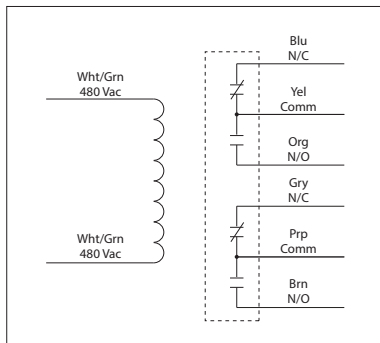 Wht/Grn
480 Vac
Wht/Grn
480 Vac
Blu
N/C
Yel
Comm
Org
N/O
Gry
N/C
Prp
Comm
Brn
N/O